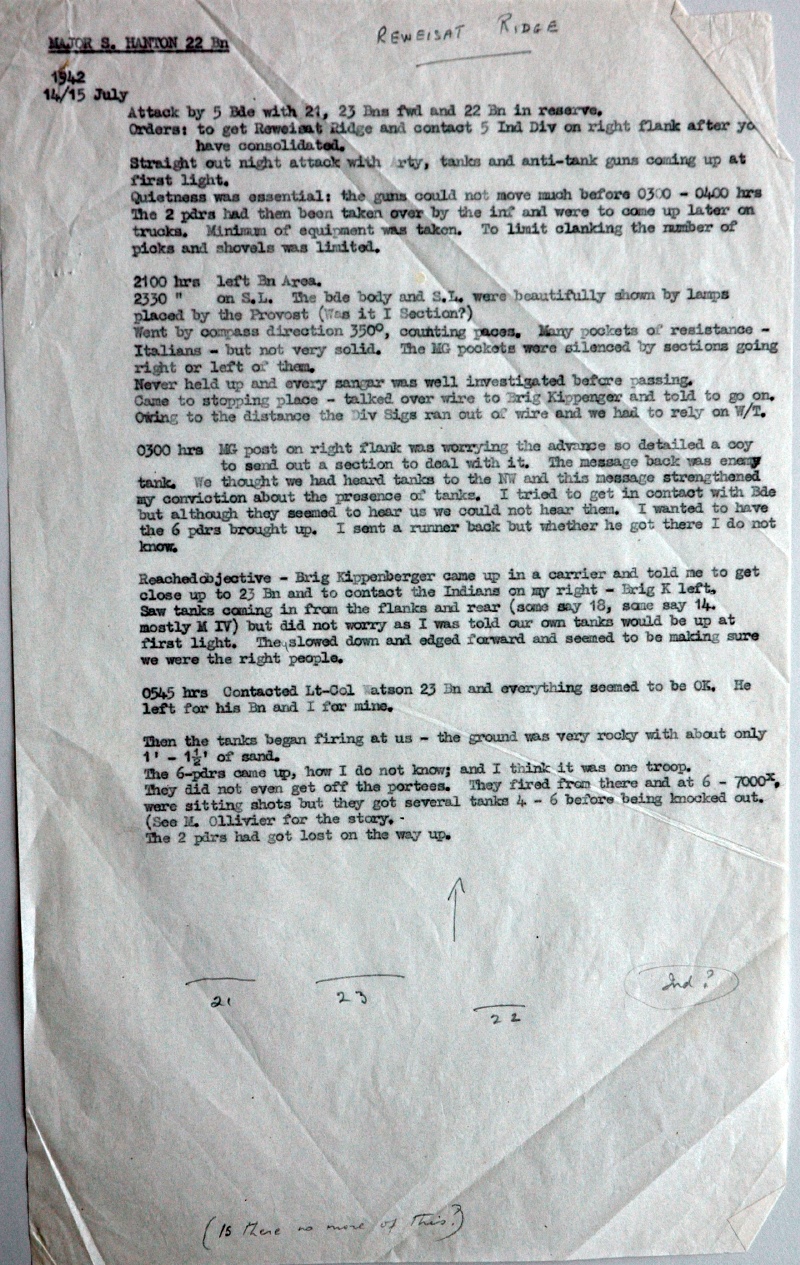 REWEISAT RIDGE
MAJOR S. HANTON 22 Bn
1942
14/15 July
Attack by 5 Bde with 21, 23 Bns fwd and 22 Bn in reserve.
Orders: to get Reweisat Ridge and contact 5 Ind Div on right flank after yo
have consolidated.
Straight out night attack with rty, tanks and anti-tank guns coming up at
first light.
Quietness was essential: the guns could not move much before 0300 - 0400 hrs
The 2 pdrs had then been taken over by the inf and were to come up later on
trucks. Minimum of equipment was taken. To limit clanking the number of
picks and shovels was limited.
2100 hrs left Bn Area.
2330 " on S.L. The bde body and S.L. were beautifully shown by lamps
placed by the Provost (Was it I Section?)
Went by compass direction 350°, counting paces. Many pockets of resistance -
Italians - but not very solid. The MG pockets were silenced by sections going
right or left of them.
Never held up and every sangar was well investigated before passing.
Came to stopping place - talked over wire to Brig Kippenger and told to go on.
Owing to the distance the Div Sigs ran out of wire and we had to rely on W/T.
0300 hrs MG post on right flank was worrying the advance so detailed a coy
to send out a section to deal with it. The message back was enemy
tank. We thought we had heard tanks to the NW and this message strengthened
my conviction about the presence of tanks. I tried to get in contact with Bde
but although they seemed to hear us we could not hear them. I wanted to have
the 6 pdrs brought up. I sent a runner back but whether he got there I do not
know.
Reachedobjective - Brig Kippenberger came up in a carrier and told me to get
close up to 23 Bn and to contact the Indians on my right - Brig K left.
Saw tanks coming in from the flanks and rear (some say 18, some say 14.
mostly M IV) but did not worry as I was told our own tanks would be up at
first light. The slowed down and edged forward and seemed to be making sure
we were the right people.
0545 hrs Contacted Lt-Col Watson 23 Bn and everything seemed to be OK. He
left for his Bn and I for mine.
Then the tanks began firing at us - the ground was very rocky with about only
1' - 1½' of sand.
The 6-pdrs came up, how I do not know; and I think it was one troop.
They did not even get off the portees. They fired from there and at 6 - 7000x.
were sitting shots but they got several tanks 4 - 6 before being knocked out.
(See M. Ollivier for the story. -
The 2 pdrs had got lost on the way up.
21 23 22 Ind?
(Is there no more of this?)